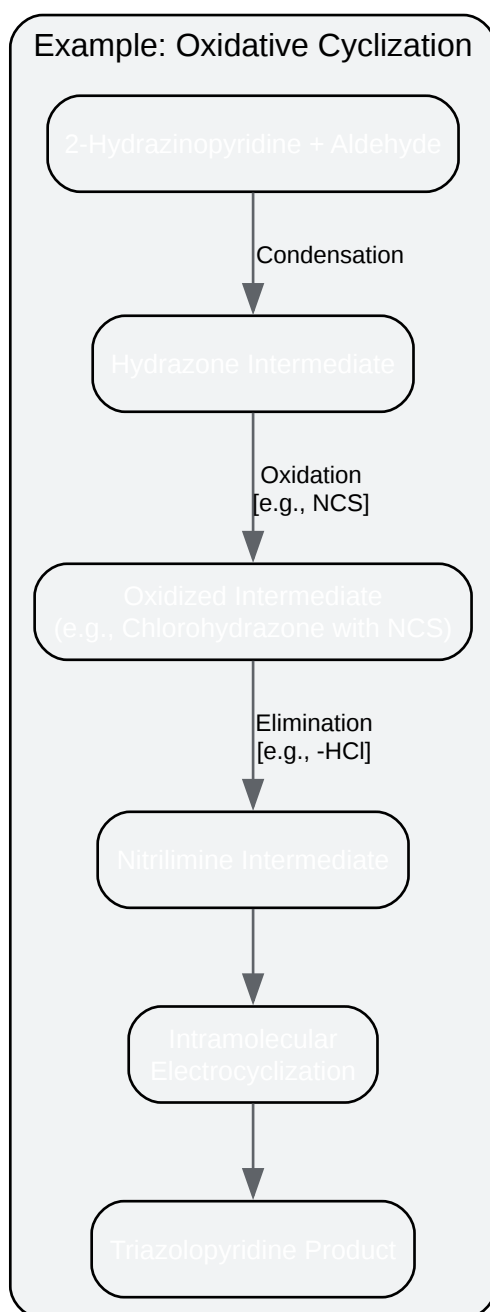 Example: Oxidative Cyclization
2-Hydrazinopyridine + Aldehyde
Condensation
Hydrazone Intermediate
Oxidation
[e.g., NCS]
Oxidized Intermediate
(e.g., Chlorohydrazone with NCS)
Elimination
[e.g., -HCl]
Nitrilimine Intermediate
Intramolecular
Electrocyclization
Triazolopyridine Product